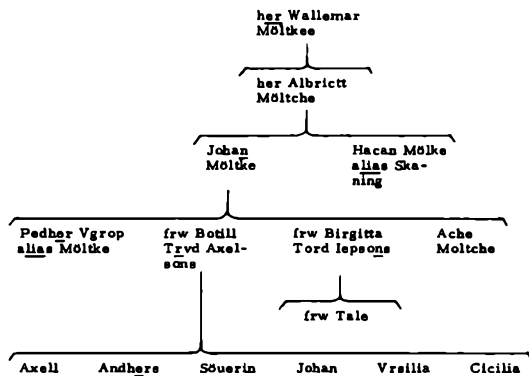 her Wallemar
Möltkee
her Albrictt
Möltche
Johan
Möltke
Hacan Mölke
alias Ska-
ning
Pedher Vgrop
alias Möltke
frw Botill
Trvd Axel-
sons
frw Birgitta
Tord Iepsons
Ache
Moltche
frw Tale
Axell Andhers Söuerin Johan Vrsilia Cicilia